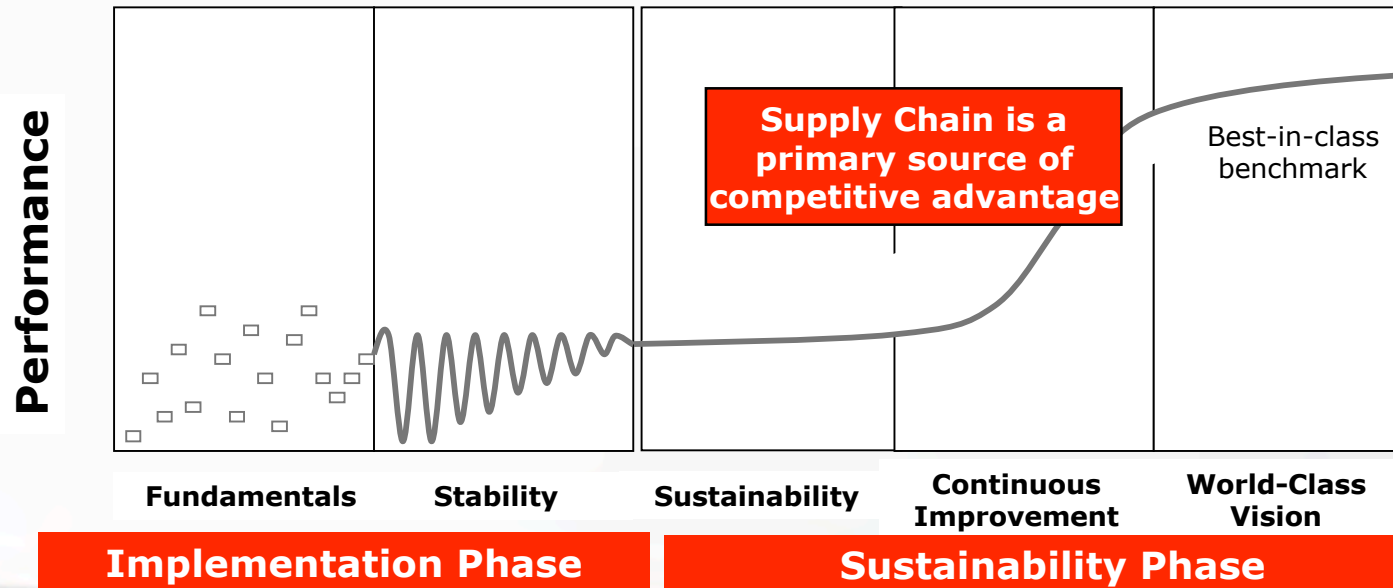 Performance
Supply Chain is a
primary source of
competitive advantage
Best-in-class
benchmark
Fundamentals
Stability
Sustainability
Continuous
Improvement
World-Class
Vision
Implementation Phase
Sustainability Phase